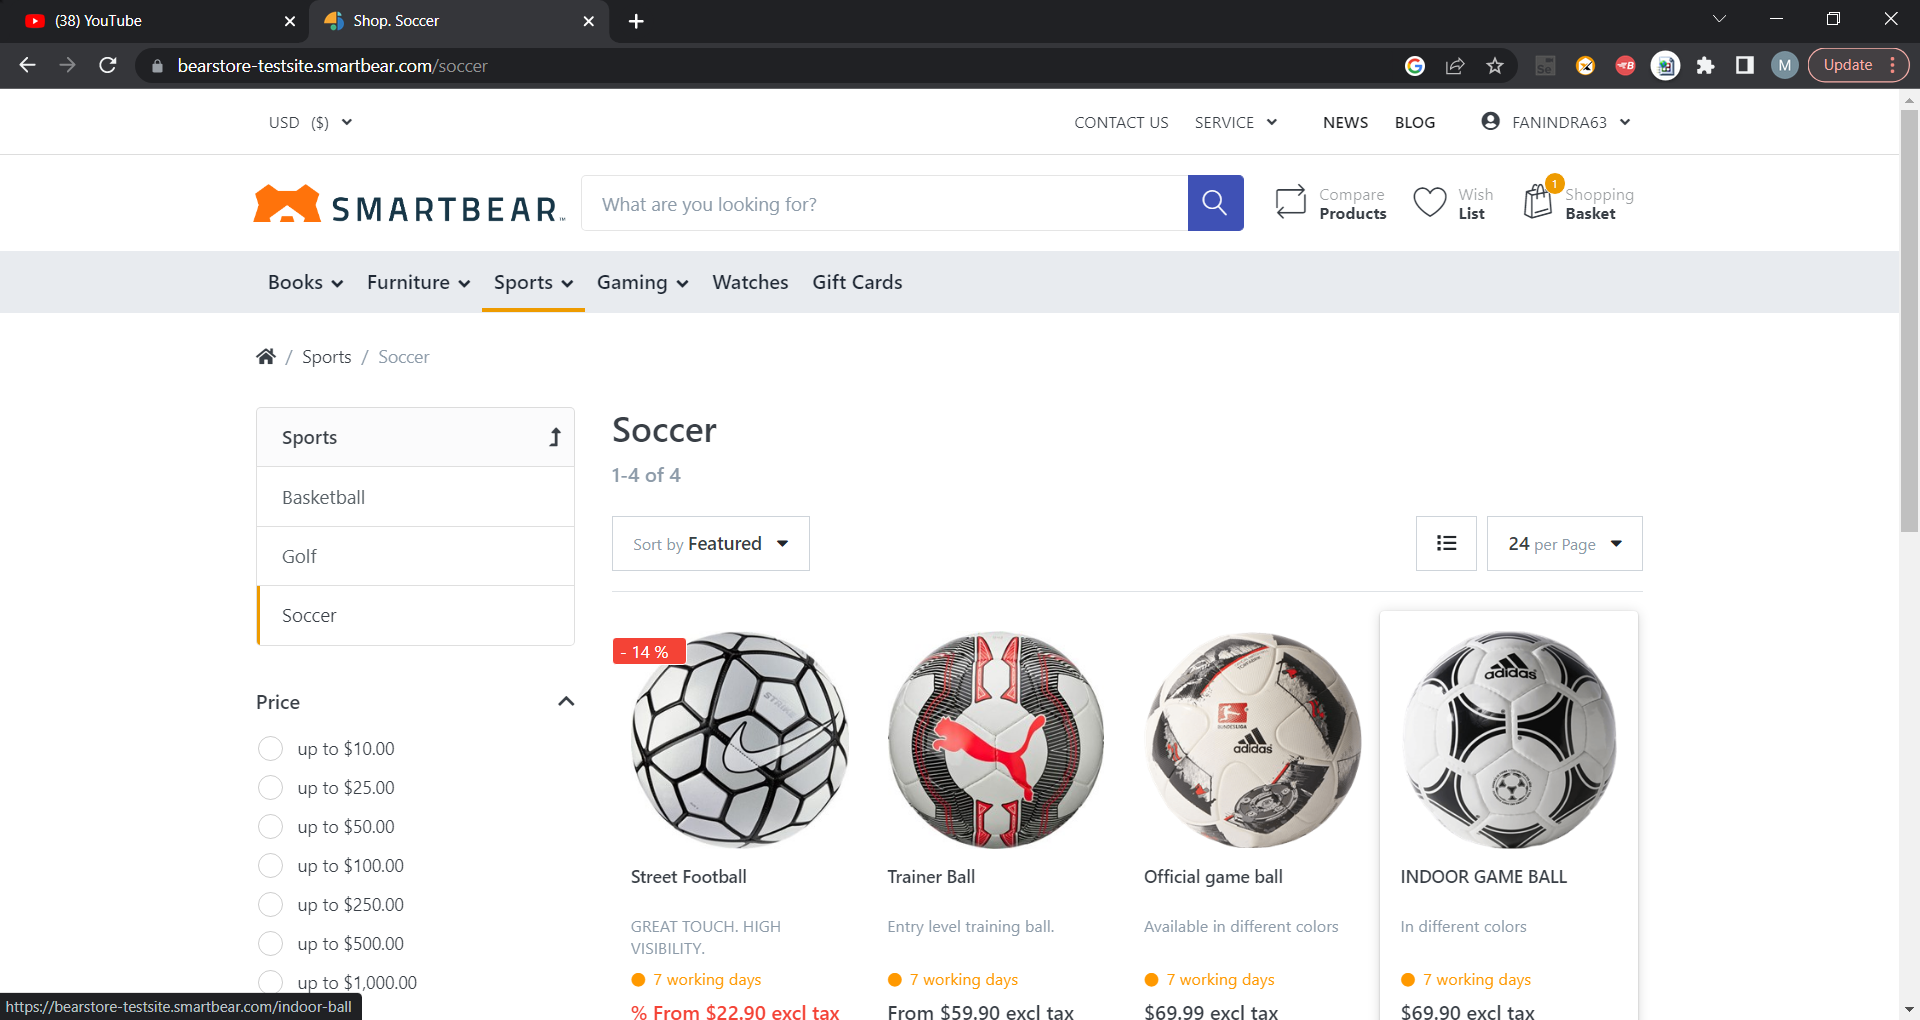 (38) YouTube
Shop. Soccer
bearstore-testsite.smartbear.com/soccer
M
Update
USD ($)
CONTACT US
SERVICE
NEWS
BLOG
FANINDRA63
SMARTBEAR
What are you looking for?
Compare
Products
Wish
List
1
Shopping
Basket
Books
Furniture
Sports
Gaming
Watches
Gift Cards
/ Sports / Soccer
Sports
Basketball
Golf
Soccer
Soccer
1-4 of 4
Sort by Featured
24 per Page
Price
up to $10.00
up to $25.00
up to $50.00
up to $100.00
up to $250.00
up to $500.00
up to $1,000.00
- 14 %
STRIKE
Street Football
GREAT TOUCH. HIGH
VISIBILITY.
7 working days
% From $22.90 excl tax
Trainer Ball
Entry level training ball.
7 working days
From $59.90 excl tax
BUNDESLIGA
adidas
Official game ball
Available in different colors
7 working days
$69.99 excl tax
adidas
INDOOR GAME BALL
In different colors
7 working days
$69.90 excl tax
https://bearstore-testsite.smartbear.com/indoor-ball